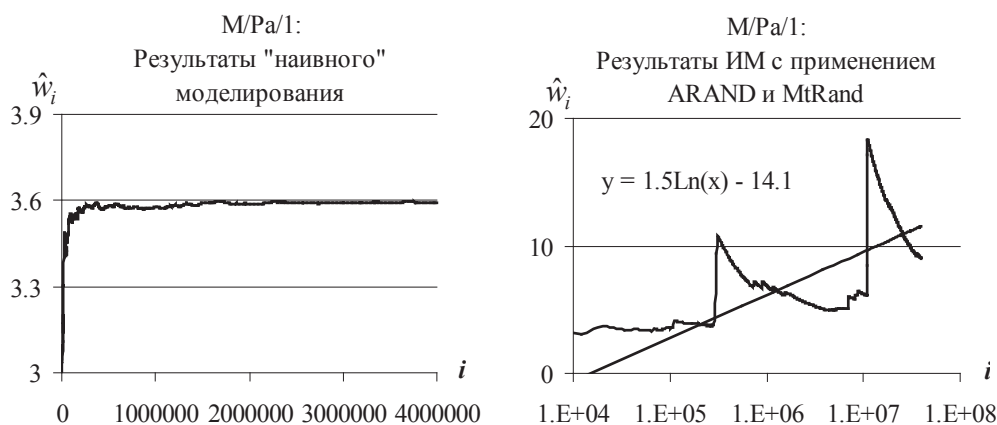 M/Pa/1:
Результаты "наивного"
моделирования
ŵi
3.9
3.6
3.3
3
i
0 1000000 2000000 3000000 4000000
M/Pa/1:
Результаты ИМ с применением
ARAND и MtRand
ŵi
20
y = 1.5Ln(x) - 14.1
10
0
i
1.E+04 1.E+05 1.E+06 1.E+07 1.E+08